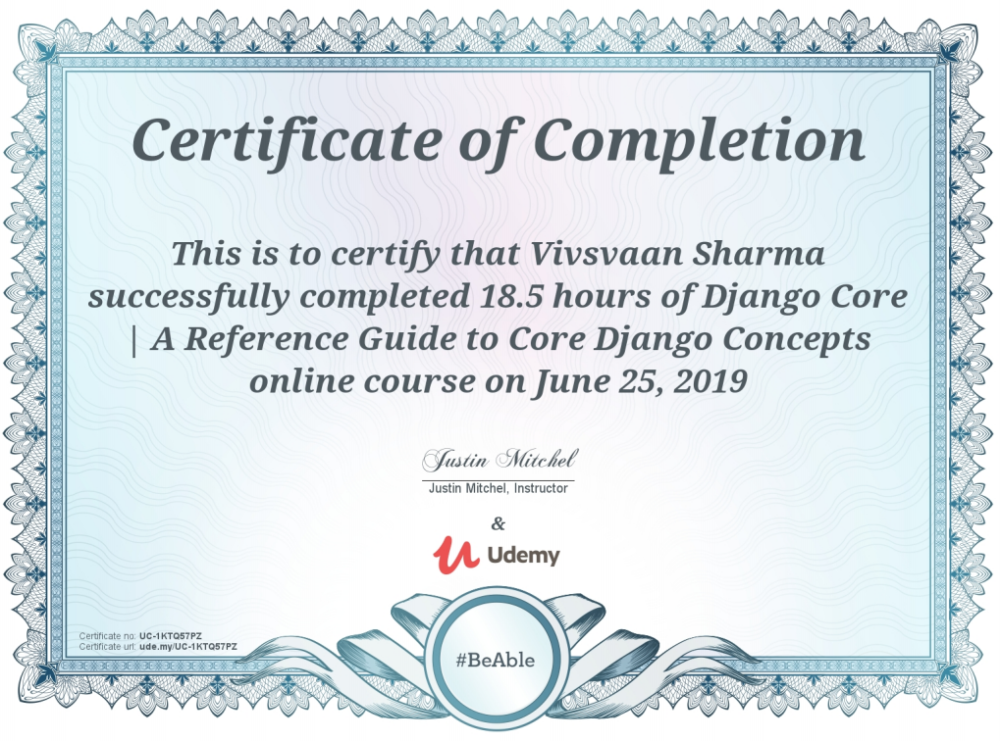 Certificate of Completion
This is to certify that Vivsvaan Sharma
successfully completed 18.5 hours of Django Core
| A Reference Guide to Core Django Concepts
online course on June 25, 2019
Justin Mitchel
Justin Mitchel, Instructor
&
Udemy
#BeAble
Certificate no: UC-1KTQ57PZ
Certificate url: ude.my/UC-1KTQ57PZ